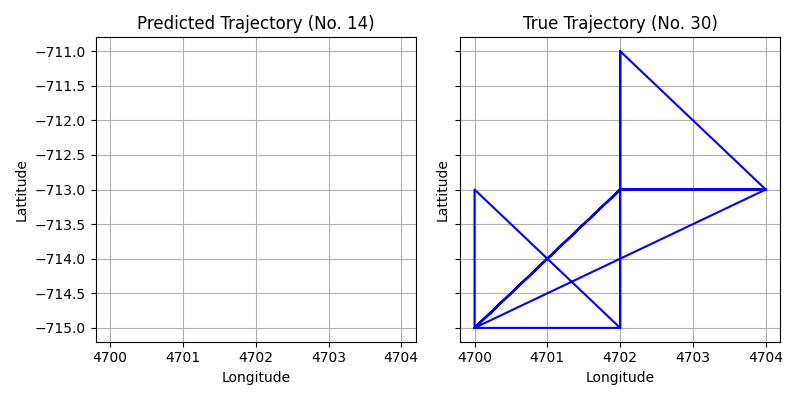 Predicted Trajectory (No. 14)
Lattitude
−711.0
−711.5
−712.0
−712.5
−713.0
−713.5
−714.0
−714.5
−715.0
4700 4701 4702 4703 4704
Longitude
True Trajectory (No. 30)
Lattitude
4700 4701 4702 4703 4704
Longitude